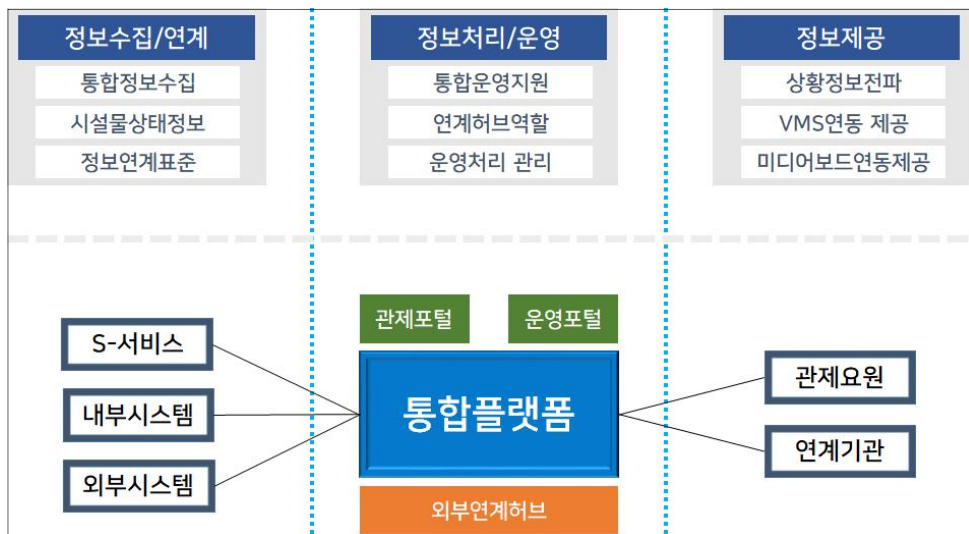 정보수집/연계
통합정보수집
시설물상태정보
정보연계표준
정보처리/운영
통합운영지원
연계허브역할
운영처리 관리
정보제공
상황정보전파
VMS연동 제공
미디어보드연동제공
S-서비스
내부시스템
외부시스템
관제포털
운영포털
통합플랫폼
외부연계허브
관제요원
연계기관